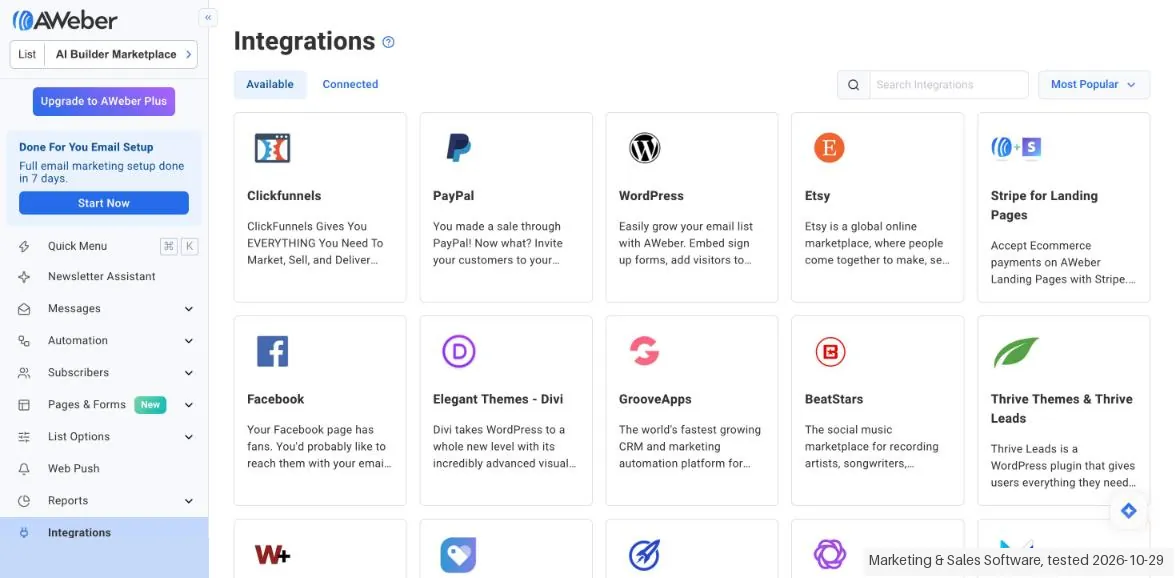 AWeber
List AI Builder Marketplace
Upgrade to AWeber Plus
Done For You Email Setup
Full email marketing setup done
in 7 days.
Start Now
Quick Menu ⌘ K
Newsletter Assistant
Messages
Automation
Subscribers
Pages & Forms New
List Options
Web Push
Reports
Integrations
Integrations
Available Connected
Search Integrations
Most Popular
Clickfunnels
ClickFunnels Gives You
EVERYTHING You Need To
Market, Sell, and Deliver…
PayPal
You made a sale through
PayPal! Now what? Invite
your customers to your…
WordPress
Easily grow your email list
with AWeber. Embed sign
up forms, add visitors to…
E
Etsy
Etsy is a global online
marketplace, where people
come together to make, se…
+ S
Stripe for Landing
Pages
Accept Ecommerce
payments on AWeber
Landing Pages with Stripe.…
Facebook
Your Facebook page has
fans. You'd probably like to
reach them with your emai…
D
Elegant Themes - Divi
Divi takes WordPress to a
whole new level with its
incredibly advanced visual…
GrooveApps
The world's fastest growing
CRM and marketing
automation platform for…
BeatStars
The social music
marketplace for recording
artists, songwriters,…
Thrive Themes & Thrive
Leads
Thrive Leads is a
WordPress plugin that gives
users everything they need…
W+
Marketing & Sales Software, tested 2026-10-29